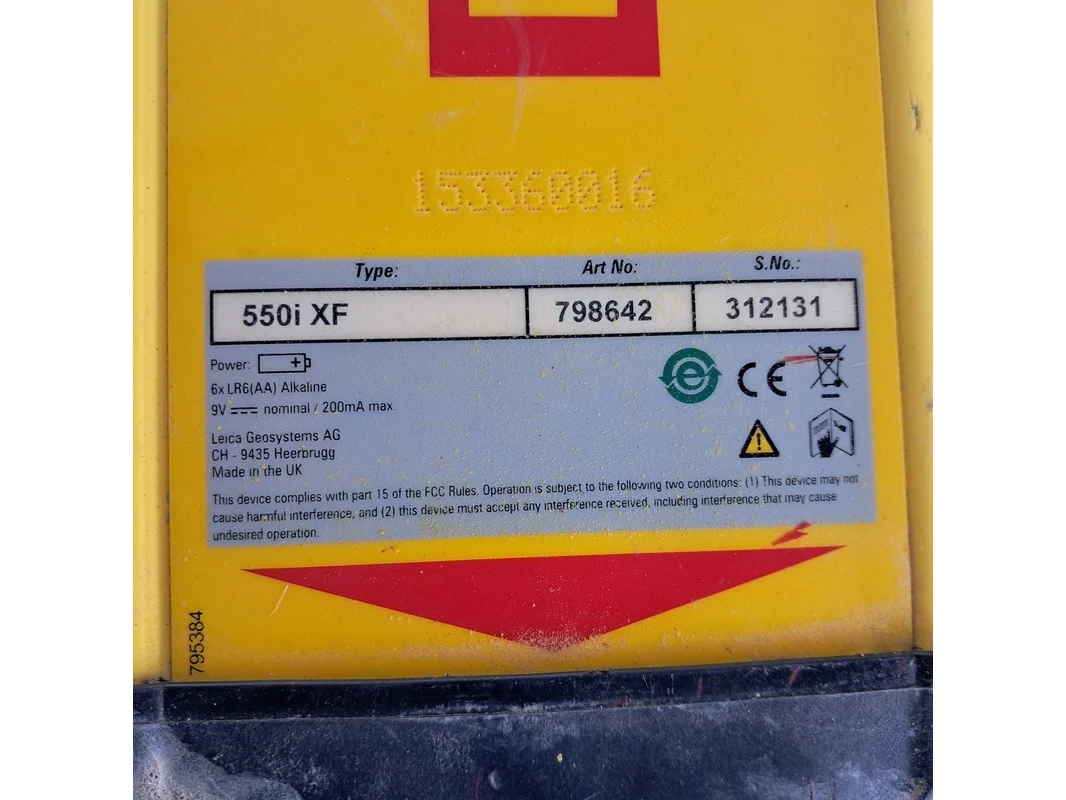 153360016
Type: Art No: S.No.:
550i XF 798642 312131
Power: +
6x LR6(AA) Alkaline
9V nominal / 200mA max.
Leica Geosystems AG
CH - 9435 Heerbrugg
Made in the UK
e CE
!
This device complies with part 15 of the FCC Rules. Operation is subject to the following two conditions: (1) This device may not
cause harmful interference, and (2) this device must accept any interference received, including interference that may cause
undesired operation.
795384